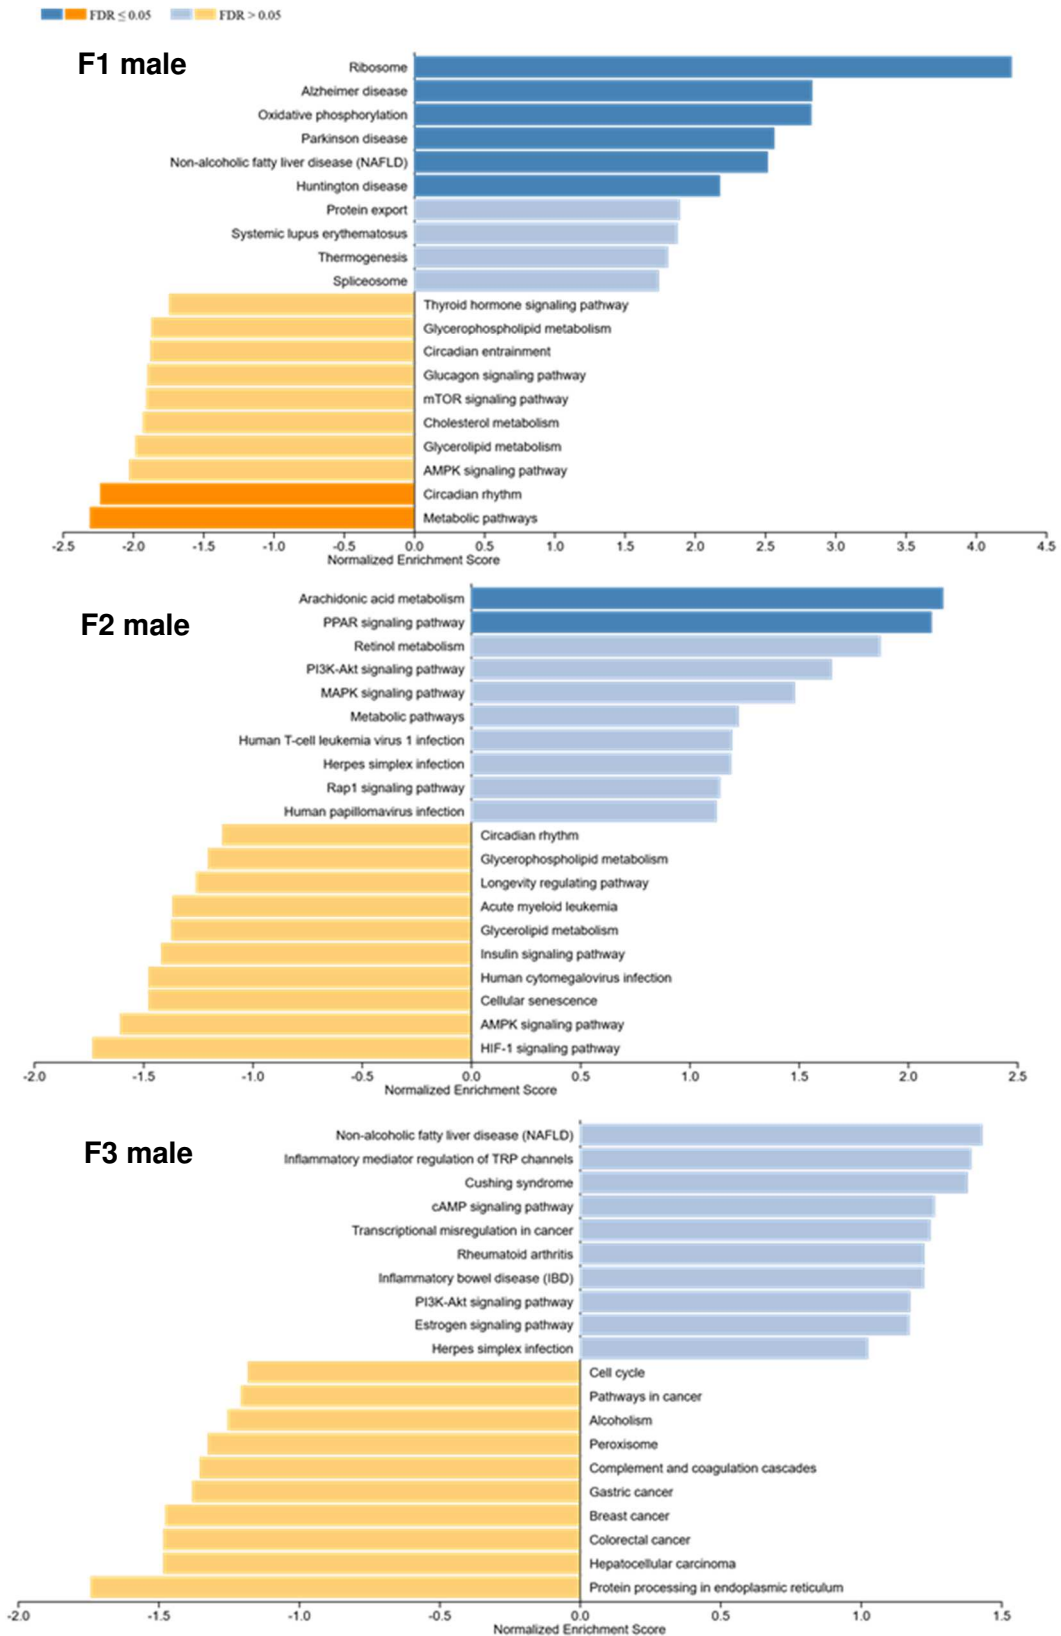 FDR ≤ 0.05 FDR > 0.05
F1 male
Ribosome
Alzheimer disease
Oxidative phosphorylation
Parkinson disease
Non-alcoholic fatty liver disease (NAFLD)
Huntington disease
Protein export
Systemic lupus erythematosus
Thermogenesis
Spliceosome
Thyroid hormone signaling pathway
Glycerophospholipid metabolism
Circadian entrainment
Glucagon signaling pathway
mTOR signaling pathway
Cholesterol metabolism
Glycerolipid metabolism
AMPK signaling pathway
Circadian rhythm
Metabolic pathways
-2.5 -2.0 -1.5 -1.0 -0.5 0.0 0.5 1.0 1.5 2.0 2.5 3.0 3.5 4.0 4.5
Normalized Enrichment Score
F2 male
Arachidonic acid metabolism
PPAR signaling pathway
Retinol metabolism
PI3K-Akt signaling pathway
MAPK signaling pathway
Metabolic pathways
Human T-cell leukemia virus 1 infection
Herpes simplex infection
Rap1 signaling pathway
Human papillomavirus infection
Circadian rhythm
Glycerophospholipid metabolism
Longevity regulating pathway
Acute myeloid leukemia
Glycerolipid metabolism
Insulin signaling pathway
Human cytomegalovirus infection
Cellular senescence
AMPK signaling pathway
HIF-1 signaling pathway
-2.0 -1.5 -1.0 -0.5 0.0 0.5 1.0 1.5 2.0 2.5
Normalized Enrichment Score
F3 male
Non-alcoholic fatty liver disease (NAFLD)
Inflammatory mediator regulation of TRP channels
Cushing syndrome
cAMP signaling pathway
Transcriptional misregulation in cancer
Rheumatoid arthritis
Inflammatory bowel disease (IBD)
PI3K-Akt signaling pathway
Estrogen signaling pathway
Herpes simplex infection
Cell cycle
Pathways in cancer
Alcoholism
Peroxisome
Complement and coagulation cascades
Gastric cancer
Breast cancer
Colorectal cancer
Hepatocellular carcinoma
Protein processing in endoplasmic reticulum
-2.0 -1.5 -1.0 -0.5 0.0 0.5 1.0 1.5
Normalized Enrichment Score